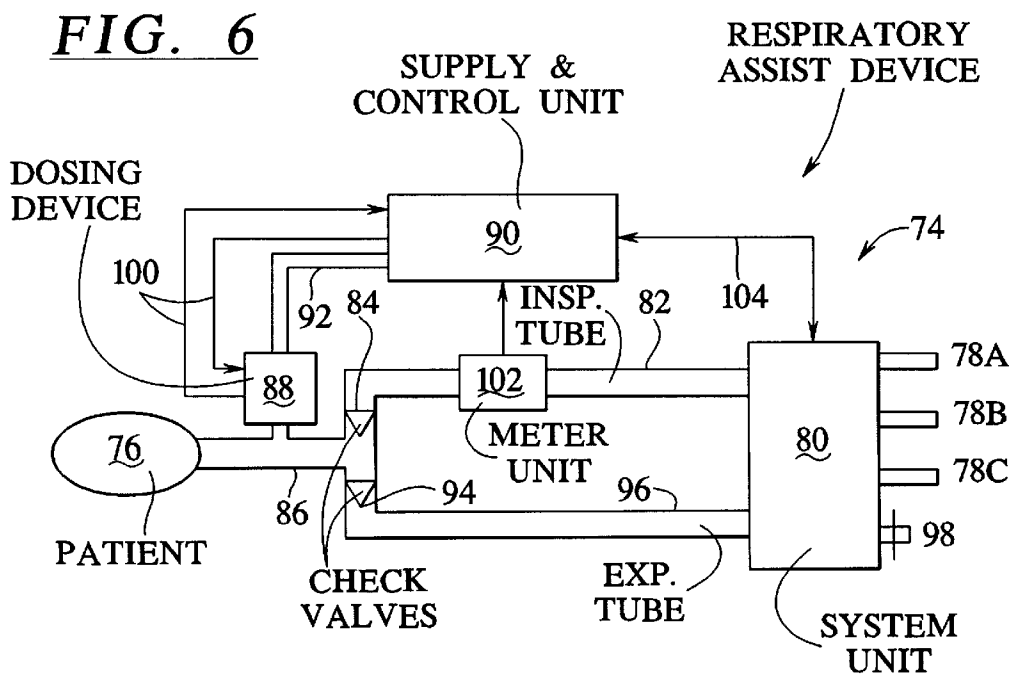 FIG. 6
RESPIRATORY
ASSIST DEVICE
SUPPLY &
CONTROL UNIT
DOSING
DEVICE
90
74
100
92
84
104
INSP.
TUBE
82
88
102
78A
METER
UNIT
78B
76
80
78C
86
94
96
98
PATIENT
CHECK
VALVES
EXP.
TUBE
SYSTEM
UNIT